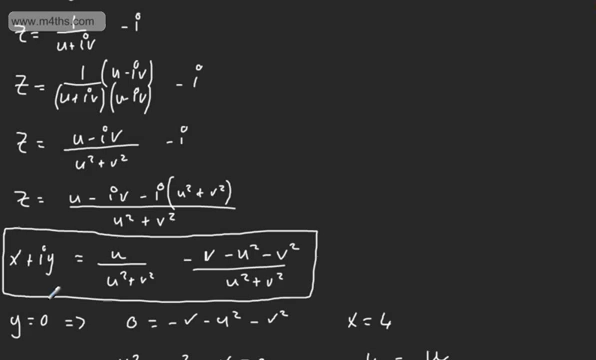 www.m4ths.com
z = 1/(u+iv) - i
z = 1/(u+iv) (u-iv)/(u-iv) - i
z = (u-iv)/(u²+v²) - i
z = (u - iv - i(u²+v²))/(u²+v²)
x+iy = u/(u²+v²) (-v-u²-v²)/(u²+v²)
y=0 => 0 = -v-u²-v² x=4